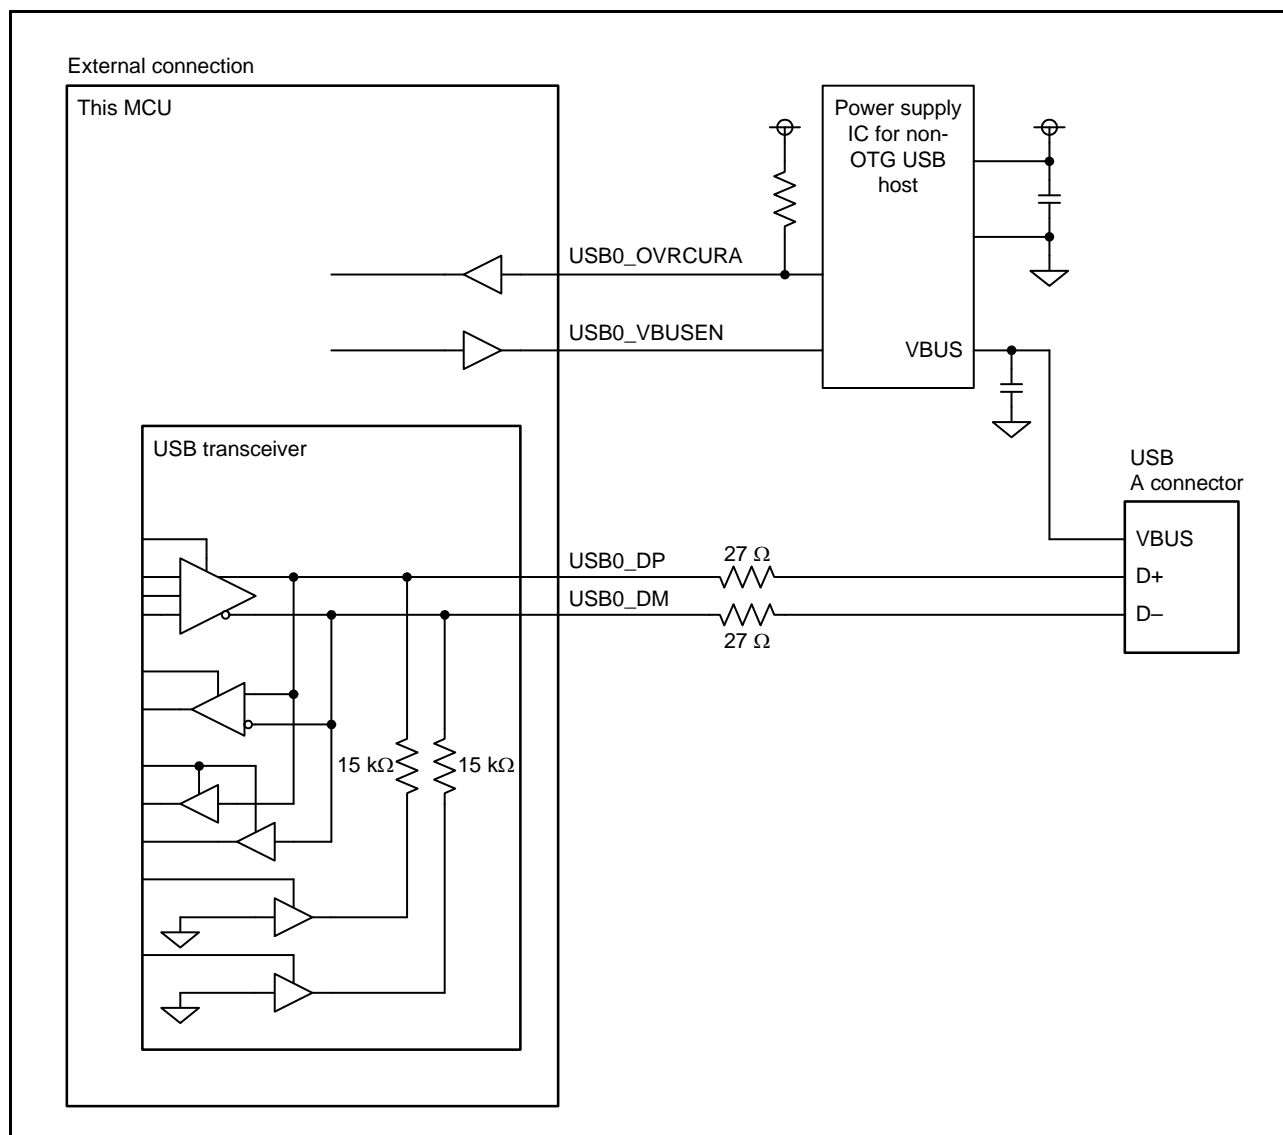 External connection
This MCU
Power supply
IC for non-
OTG USB
host
USB0_OVRCURA
USB0_VBUSEN
VBUS
USB transceiver
USB
A connector
VBUS
D+
D–
USB0_DP
27 Ω
USB0_DM
27 Ω
15 kΩ
15 kΩ